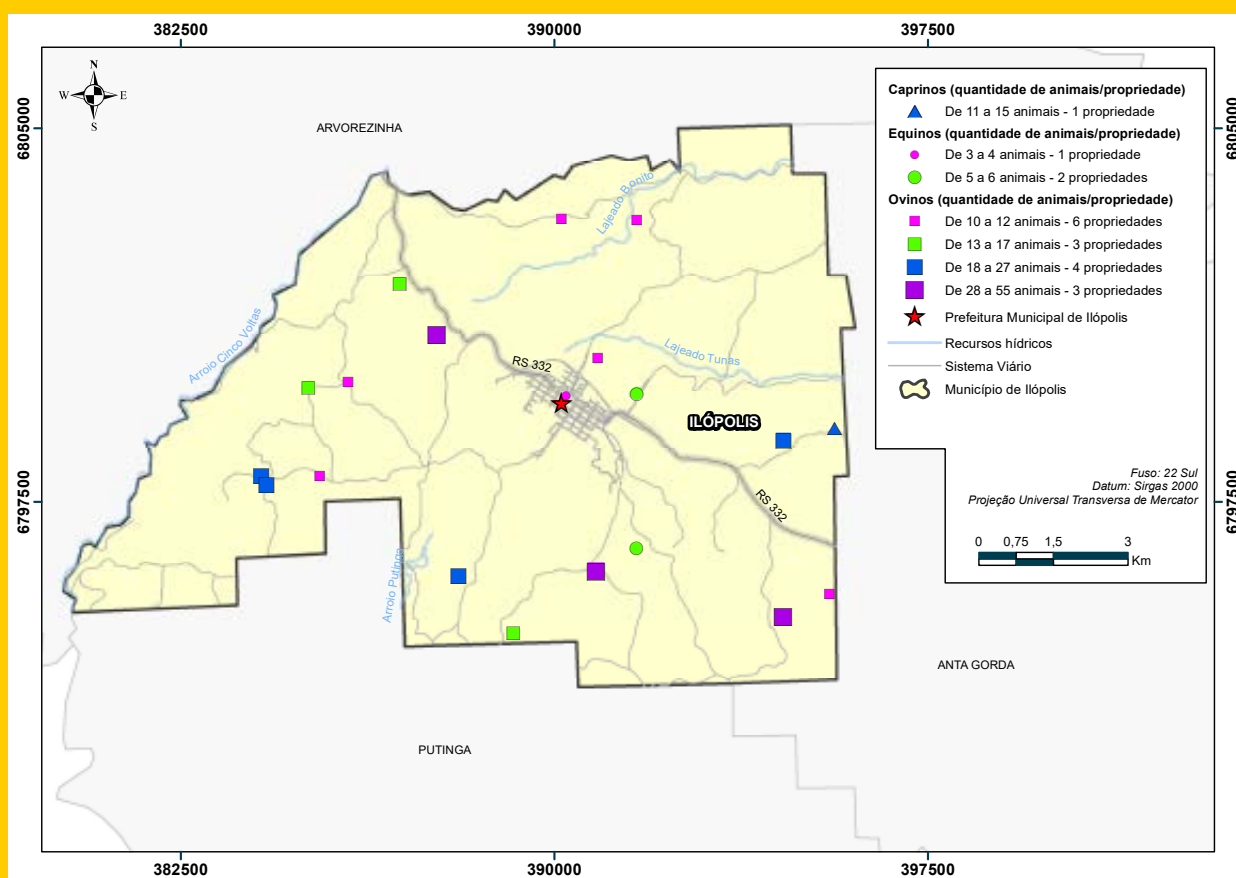 382500
390000
397500
N
W
E
S
6805000
6805000
ARVOREZINHA
Caprinos (quantidade de animais/propriedade)
De 11 a 15 animais - 1 propriedade
Equinos (quantidade de animais/propriedade)
De 3 a 4 animais - 1 propriedade
De 5 a 6 animais - 2 propriedades
Ovinos (quantidade de animais/propriedade)
De 10 a 12 animais - 6 propriedades
De 13 a 17 animais - 3 propriedades
De 18 a 27 animais - 4 propriedades
De 28 a 55 animais - 3 propriedades
Prefeitura Municipal de Ilópolis
Recursos hídricos
Sistema Viário
Município de Ilópolis
Lajeado Bonito
Arroio Cinco Voltas
RS 332
Lajeado Tunas
ILÓPOLIS
Fuso: 22 Sul
Datum: Sirgas 2000
Projeção Universal Transversa de Mercator
6797500
6797500
RS 332
0 0,75 1,5 3
Km
Arroio Putinga
ANTA GORDA
PUTINGA
382500
390000
397500